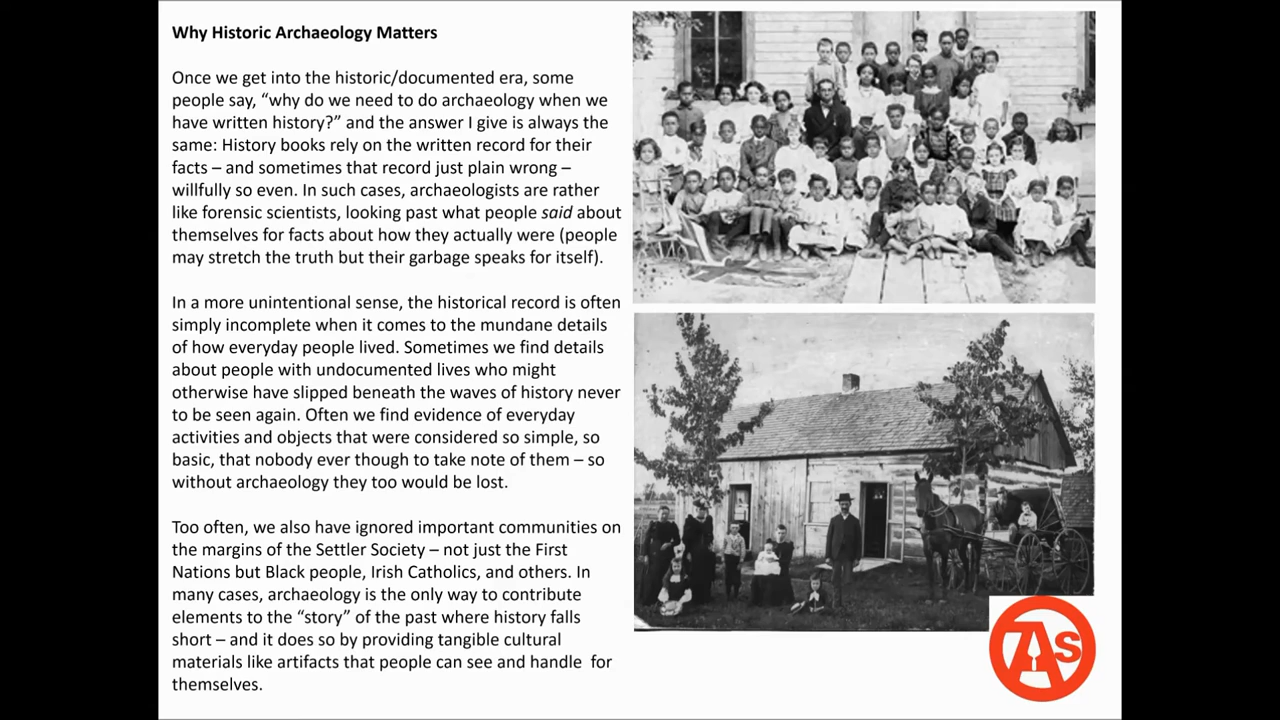 Why Historic Archaeology Matters
Once we get into the historic/documented era, some
people say, “why do we need to do archaeology when we
have written history?” and the answer I give is always the
same: History books rely on the written record for their
facts – and sometimes that record just plain wrong –
willfully so even. In such cases, archaeologists are rather
like forensic scientists, looking past what people said about
themselves for facts about how they actually were (people
may stretch the truth but their garbage speaks for itself).
In a more unintentional sense, the historical record is often
simply incomplete when it comes to the mundane details
of how everyday people lived. Sometimes we find details
about people with undocumented lives who might
otherwise have slipped beneath the waves of history never
to be seen again. Often we find evidence of everyday
activities and objects that were considered so simple, so
basic, that nobody ever though to take note of them – so
without archaeology they too would be lost.
Too often, we also have ignored important communities on
the margins of the Settler Society – not just the First
Nations but Black people, Irish Catholics, and others. In
many cases, archaeology is the only way to contribute
elements to the “story” of the past where history falls
short – and it does so by providing tangible cultural
materials like artifacts that people can see and handle  for
themselves.
7As